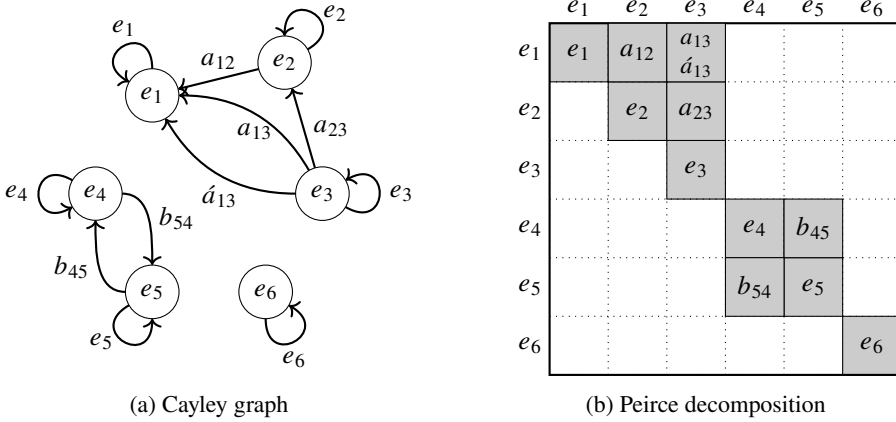 e₁ e₂ a₁₂ e₁ e₂
a₁₃ a₂₃
á₁₃ e₃ e₃
e₄ e₄ b₅₄
b₄₅ e₅ e₆
e₅ e₆
(a) Cayley graph
e₁ e₂ e₃ e₄ e₅ e₆
e₁ e₁ a₁₂ a₁₃ á₁₃
e₂ e₂ a₂₃
e₃ e₃
e₄ e₄ b₄₅
e₅ b₅₄ e₅
e₆ e₆
(b) Peirce decomposition